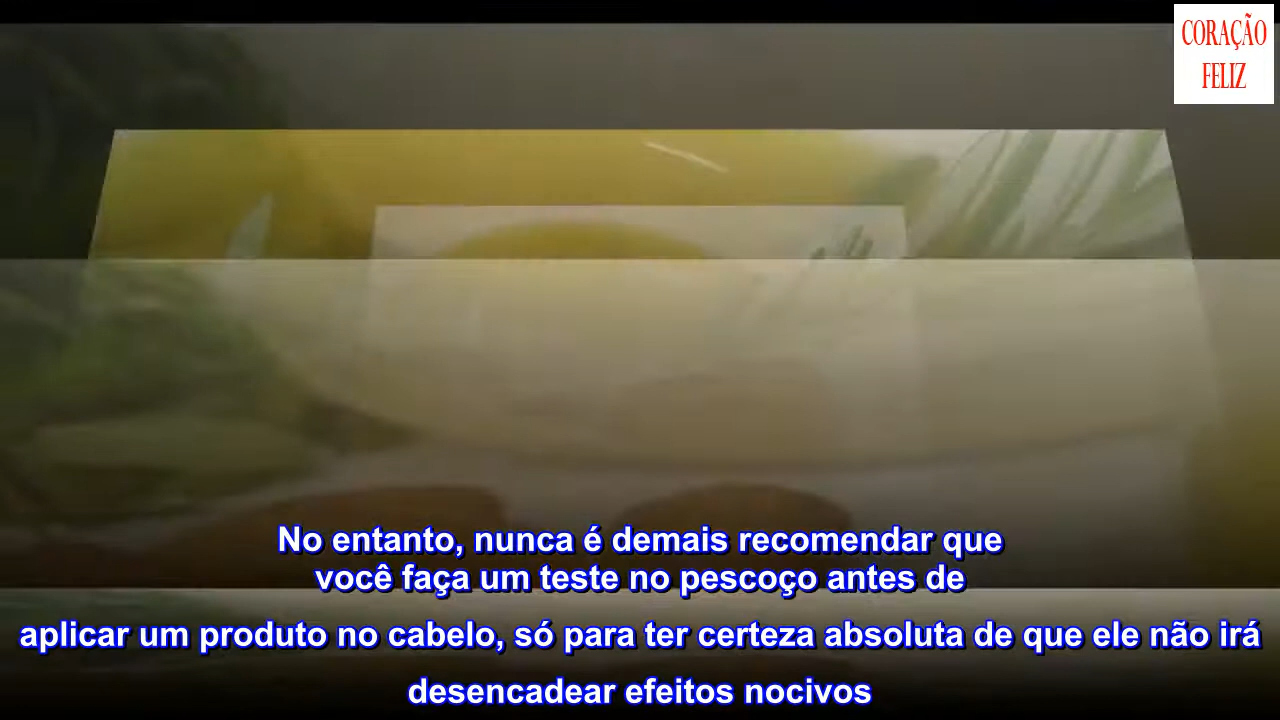 CORAÇÃO
FELIZ
No entanto, nunca é demais recomendar que
você faça um teste no pescoço antes de
aplicar um produto no cabelo, só para ter certeza absoluta de que ele não irá
desencadear efeitos nocivos